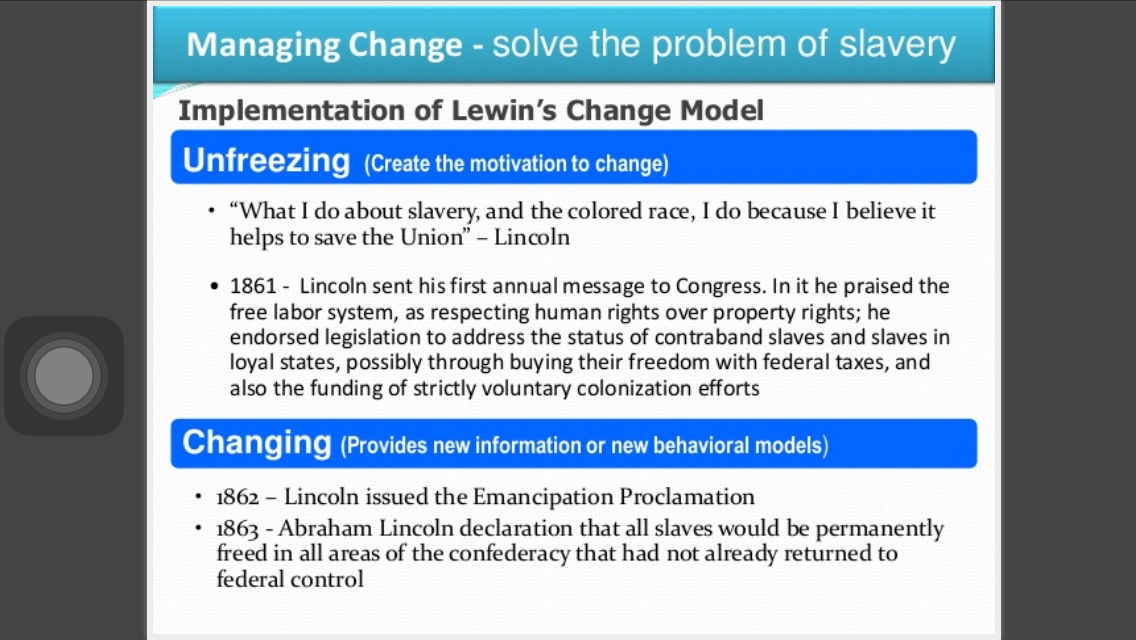 Managing Change - solve the problem of slavery
Implementation of Lewin’s Change Model
Unfreezing (Create the motivation to change)
• “What I do about slavery, and the colored race, I do because I believe it
helps to save the Union” – Lincoln
• 1861 - Lincoln sent his first annual message to Congress. In it he praised the
free labor system, as respecting human rights over property rights; he
endorsed legislation to address the status of contraband slaves and slaves in
loyal states, possibly through buying their freedom with federal taxes, and
also the funding of strictly voluntary colonization efforts
Changing (Provides new information or new behavioral models)
• 1862 – Lincoln issued the Emancipation Proclamation
• 1863 - Abraham Lincoln declaration that all slaves would be permanently
freed in all areas of the confederacy that had not already returned to
federal control